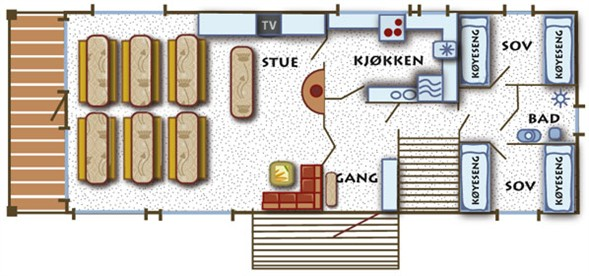 TV
STUE
KJØKKEN
KØYESENG
SOV
KØYESENG
BAD
GANG
KØYESENG
SOV
KØYESENG